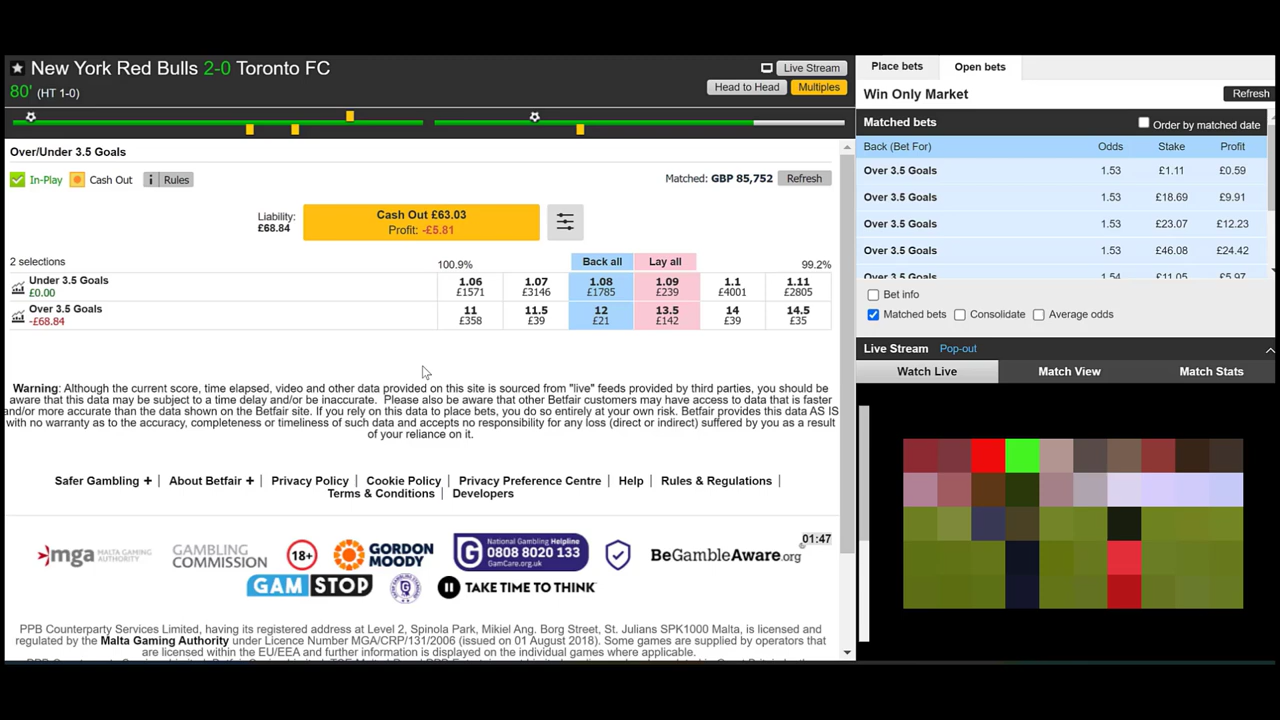 New York Red Bulls 2-0 Toronto FC
80' (HT 1-0)
Live Stream
Head to Head
Multiples
Over/Under 3.5 Goals
In-Play
Cash Out
i Rules
Matched: GBP 85,752
Refresh
Liability:
£68.84
Cash Out £63.03
Profit: -£5.81
2 selections
100.9%
Back all
Lay all
99.2%
Under 3.5 Goals
£0.00
1.06 1.07 1.08 1.09 1.1 1.11
£1571 £3146 £1785 £239 £4001 £2805
Over 3.5 Goals
-£68.84
11 11.5 12 13.5 14 14.5
£358 £39 £21 £142 £39 £35
Warning: Although the current score, time elapsed, video and other data provided on this site is sourced from "live" feeds provided by third parties, you should be
aware that this data may be subject to a time delay and/or be inaccurate. Please also be aware that other Betfair customers may have access to data that is faster
and/or more accurate than the data shown on the Betfair site. If you rely on this data to place bets, you do so entirely at your own risk. Betfair provides this data AS IS
with no warranty as to the accuracy, completeness or timeliness of such data and accepts no responsibility for any loss (direct or indirect) suffered by you as a result
of your reliance on it.
Safer Gambling + | About Betfair + | Privacy Policy | Cookie Policy | Privacy Preference Centre | Help | Rules & Regulations |
Terms & Conditions | Developers
mga MALTA GAMING AUTHORITY
GAMBLING COMMISSION
18+
GORDON MOODY
National Gambling Helpline
0808 8020 133
GamCare.org.uk
BeGambleAware.org
01:47
GAMSTOP
TAKE TIME TO THINK
PPB Counterparty Services Limited, having its registered address at Level 2, Spinola Park, Mikiel Ang. Borg Street, St. Julians SPK1000 Malta, is licensed and
regulated by the Malta Gaming Authority under Licence Number MGA/CRP/131/2006 (issued on 01 August 2018). Some games are supplied by operators that
are licensed within the EU/EEA and further information is displayed on the individual games where applicable.
Place bets
Open bets
Win Only Market
Refresh
Matched bets
Order by matched date
Back (Bet For) Odds Stake Profit
Over 3.5 Goals 1.53 £1.11 £0.59
Over 3.5 Goals 1.53 £18.69 £9.91
Over 3.5 Goals 1.53 £23.07 £12.23
Over 3.5 Goals 1.53 £46.08 £24.42
Over 3.5 Goals 1.54 £11.05 £5.97
Bet info
Matched bets
Consolidate
Average odds
Live Stream
Pop-out
Watch Live
Match View
Match Stats